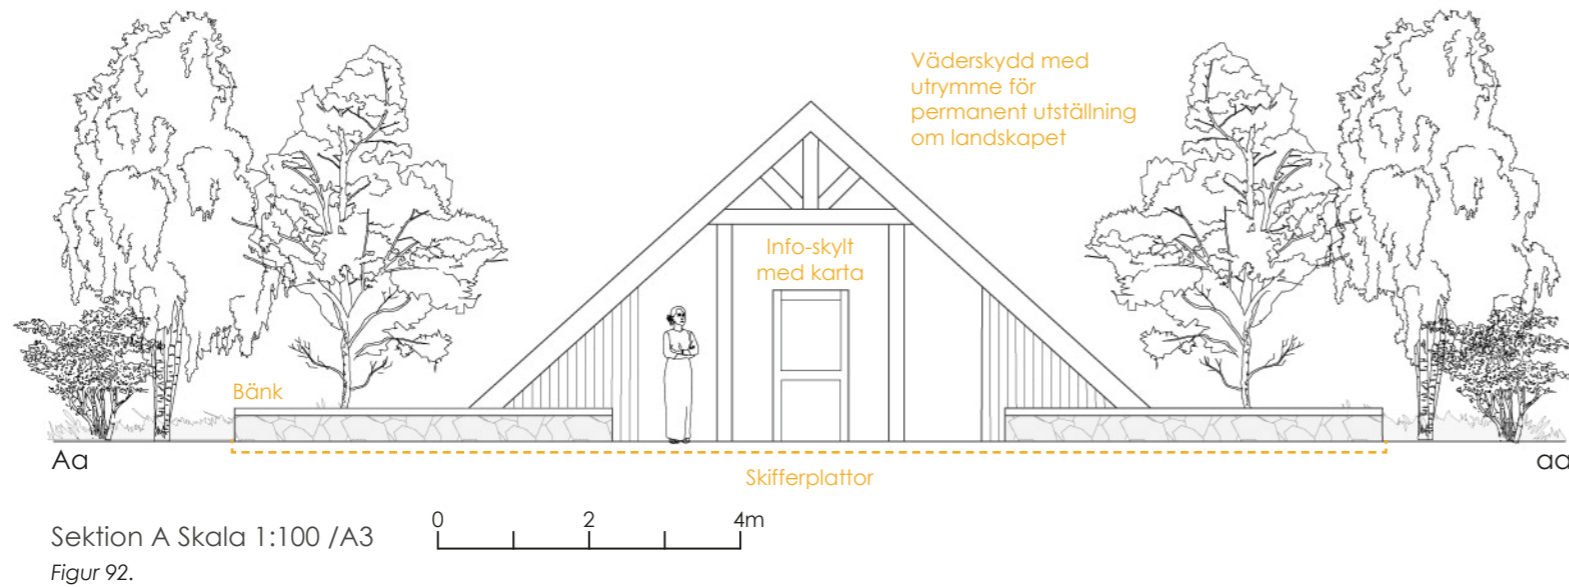 Väderskydd med
utrymme för
permanent utställning
om landskapet
Info-skylt
med karta
Bänk
Aa
aa
Skifferplattor
0 2 4m
Sektion A Skala 1:100 /A3
Figur 92.